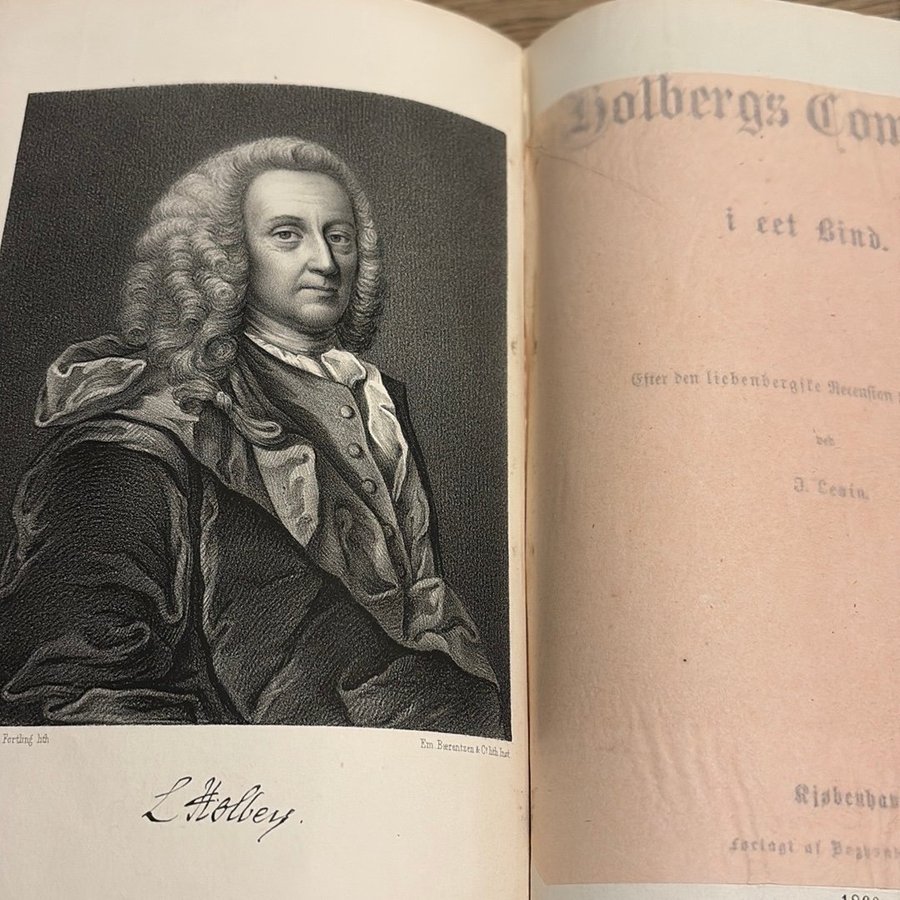 Fortling lith
Em. Bærentzen & Cº lith. Inst
L Holberg.
Holbergs Com
i eet Bind.
Efter den liebenbergske Recension
ved
J. Levin.
Kjøbenhav
Forlagt af